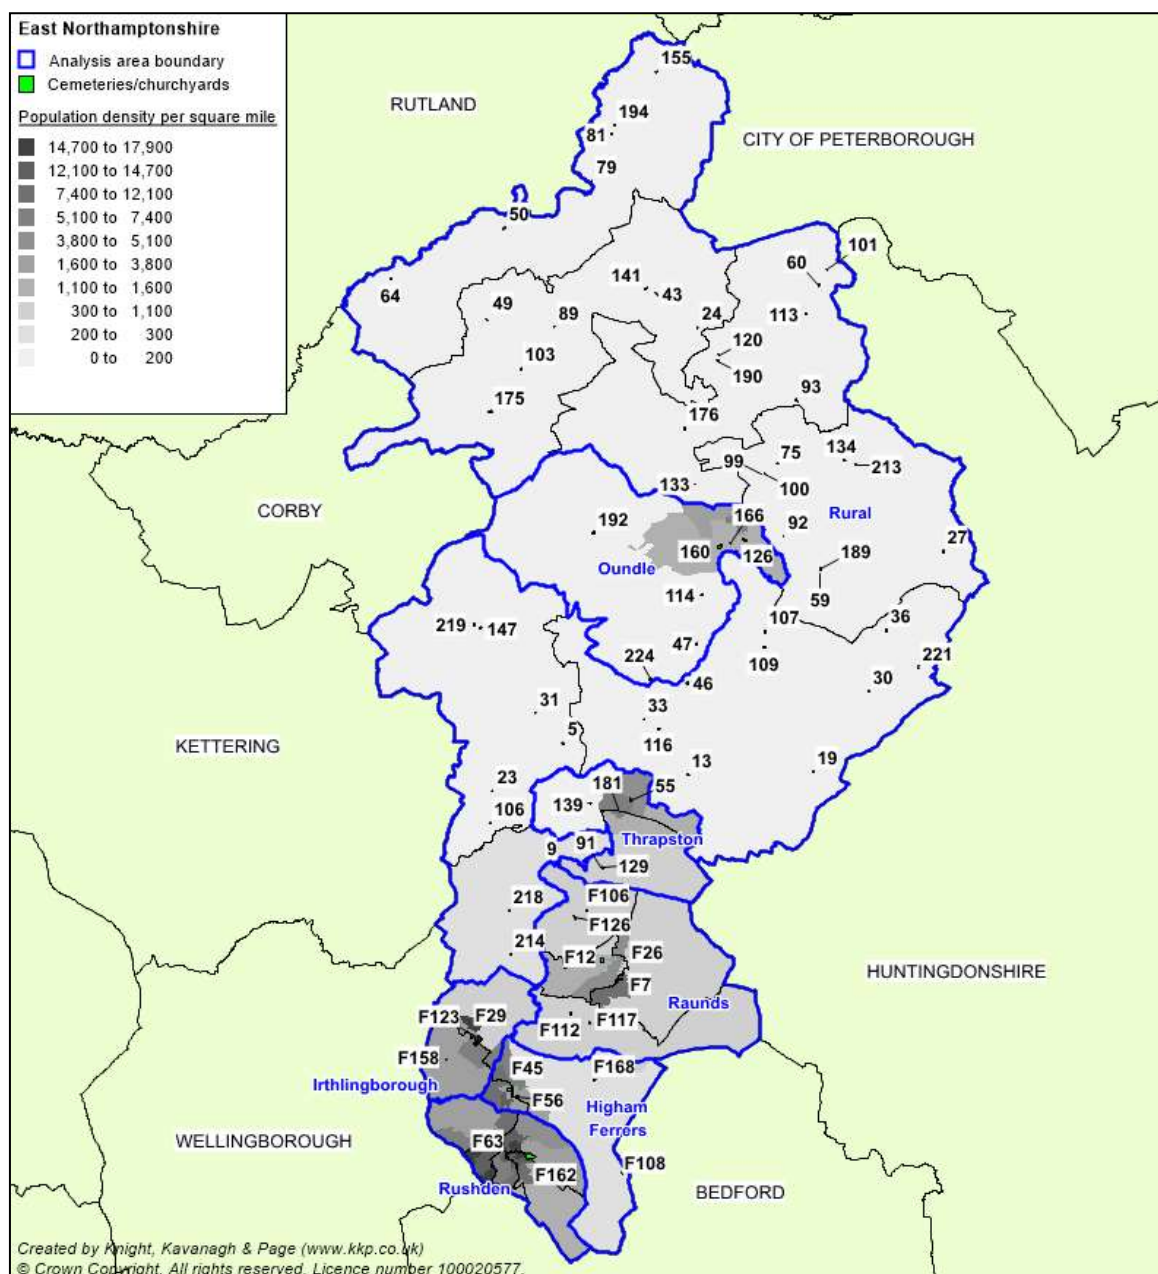 East Northamptonshire
Analysis area boundary
Cemeteries/churchyards
Population density per square mile
14,700 to 17,900
12,100 to 14,700
7,400 to 12,100
5,100 to 7,400
3,800 to 5,100
1,600 to 3,800
1,100 to 1,600
300 to 1,100
200 to 300
0 to 200
155
RUTLAND
194
81
CITY OF PETERBOROUGH
79
50
101
60
141
64
43
49
89
24
113
120
103
190
93
175
176
134
75
99
213
133
100
CORBY
166
Rural
192
92
27
160
126
189
Oundle
114
59
107
36
219
147
47
224
221
109
46
30
31
33
5
KETTERING
116
13
19
23
181
55
139
106
Thrapston
9
91
129
218
F106
F126
214
F12
F26
HUNTINGDONSHIRE
F7
Raunds
F123
F29
F112
F117
F158
F45
F168
Irthlingborough
F56
Higham
Ferrers
WELLINGBOROUGH
F63
F108
F162
Rushden
BEDFORD
Created by Knight, Kavanagh & Page (www.kkp.co.uk)
© Crown Copyright. All rights reserved. Licence number 100020577.